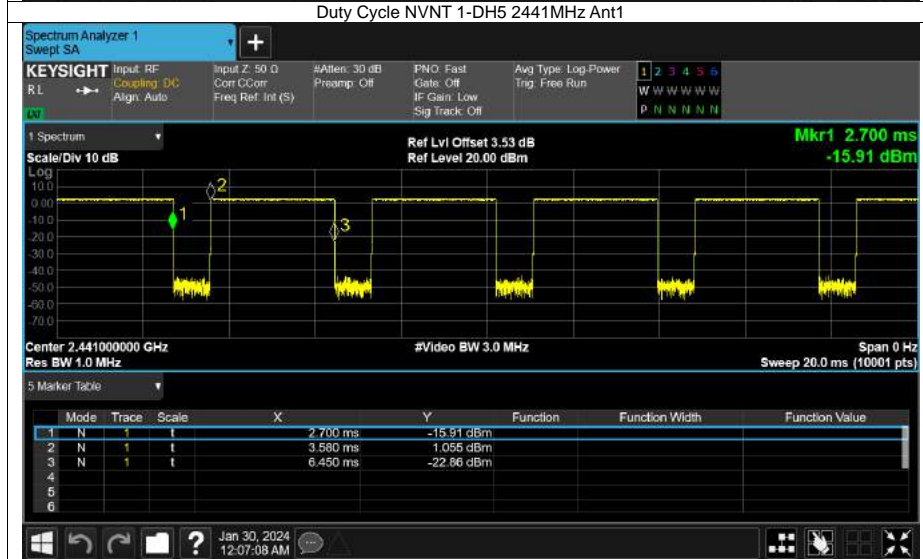 Duty Cycle NVNT 1-DH5 2441MHz Ant1
Spectrum Analyzer 1
Swept SA
+
KEYSIGHT
RL
LXI
Input: RF
Coupling: DC
Align: Auto
Input Z: 50 Ω
Corr CCorr
Freq Ref: Int (S)
#Atten: 30 dB
Preamp: Off
PNO: Fast
Gate: Off
IF Gain: Low
Sig Track: Off
Avg Type: Log-Power
Trig: Free Run
1 2 3 4 5 6
W W W W W W
P N N N N N
1 Spectrum
Scale/Div 10 dB
Ref Lvl Offset 3.53 dB
Ref Level 20.00 dBm
Mkr1 2.700 ms
-15.91 dBm
Log
10.0
0.00
-10.0
-20.0
-30.0
-40.0
-50.0
-60.0
-70.0
1
2
3
Center 2.441000000 GHz
Res BW 1.0 MHz
#Video BW 3.0 MHz
Span 0 Hz
Sweep 20.0 ms (10001 pts)
5 Marker Table
Mode Trace Scale X Y Function Function Width Function Value
1 N 1 t 2.700 ms -15.91 dBm
2 N 1 t 3.580 ms 1.055 dBm
3 N 1 t 6.450 ms -22.86 dBm
4
5
6
?
Jan 30, 2024
12:07:08 AM